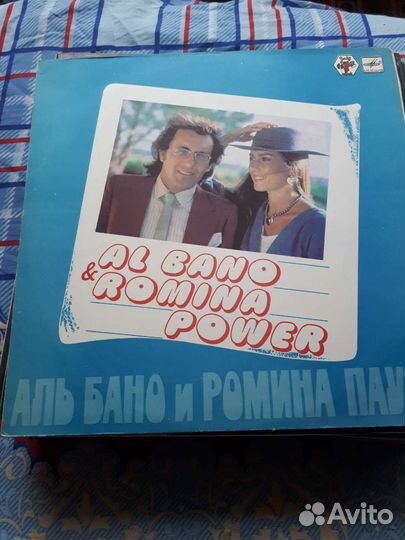 AL BANO
& ROMINA
POWER
АЛЬ БАНО и РОМИНА ПАУ
Avito